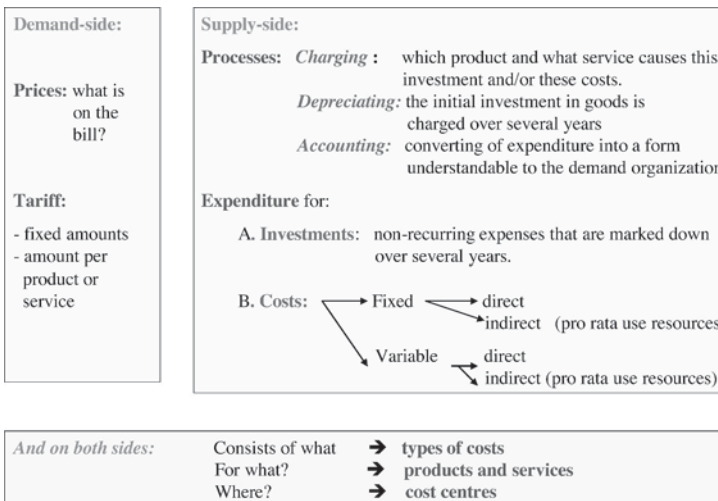 Demand-side:
Prices: what is
on the
bill?
Tariff:
- fixed amounts
- amount per
product or
service
Supply-side:
Processes: Charging : which product and what service causes this
investment and/or these costs.
Depreciating: the initial investment in goods is
charged over several years
Accounting: converting of expenditure into a form
understandable to the demand organization
Expenditure for:
A. Investments: non-recurring expenses that are marked down
over several years.
B. Costs: Fixed direct
indirect (pro rata use resources
Variable direct
indirect (pro rata use resources)
And on both sides: Consists of what ➔ types of costs
For what? ➔ products and services
Where? ➔ cost centres